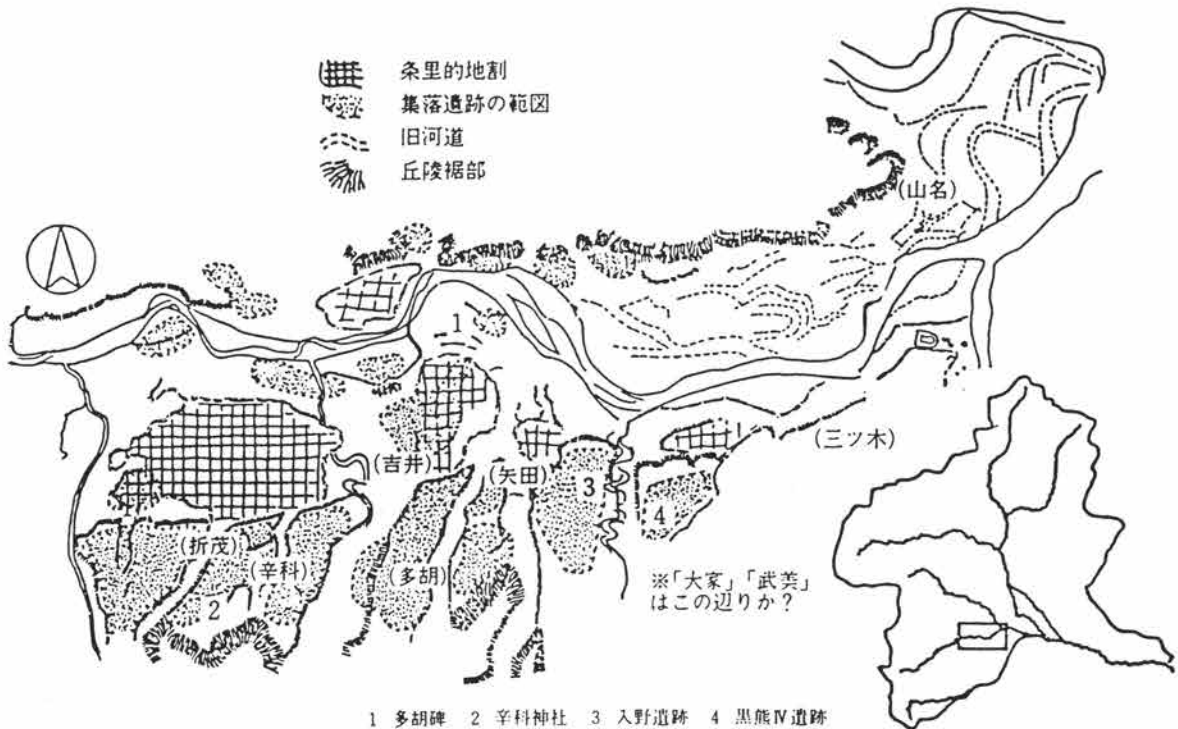 条里的地割
集落遺跡の範図
旧河道
丘陵裾部
(山名)
1
(三ツ木)
(吉井)
(矢田)
3
4
(折茂)
(辛科)
(多胡)
2
※「大家」「武美」
はこの辺りか?
1 多胡碑 2 辛科神社 3 入野遺跡 4 黒熊Ⅳ遺跡